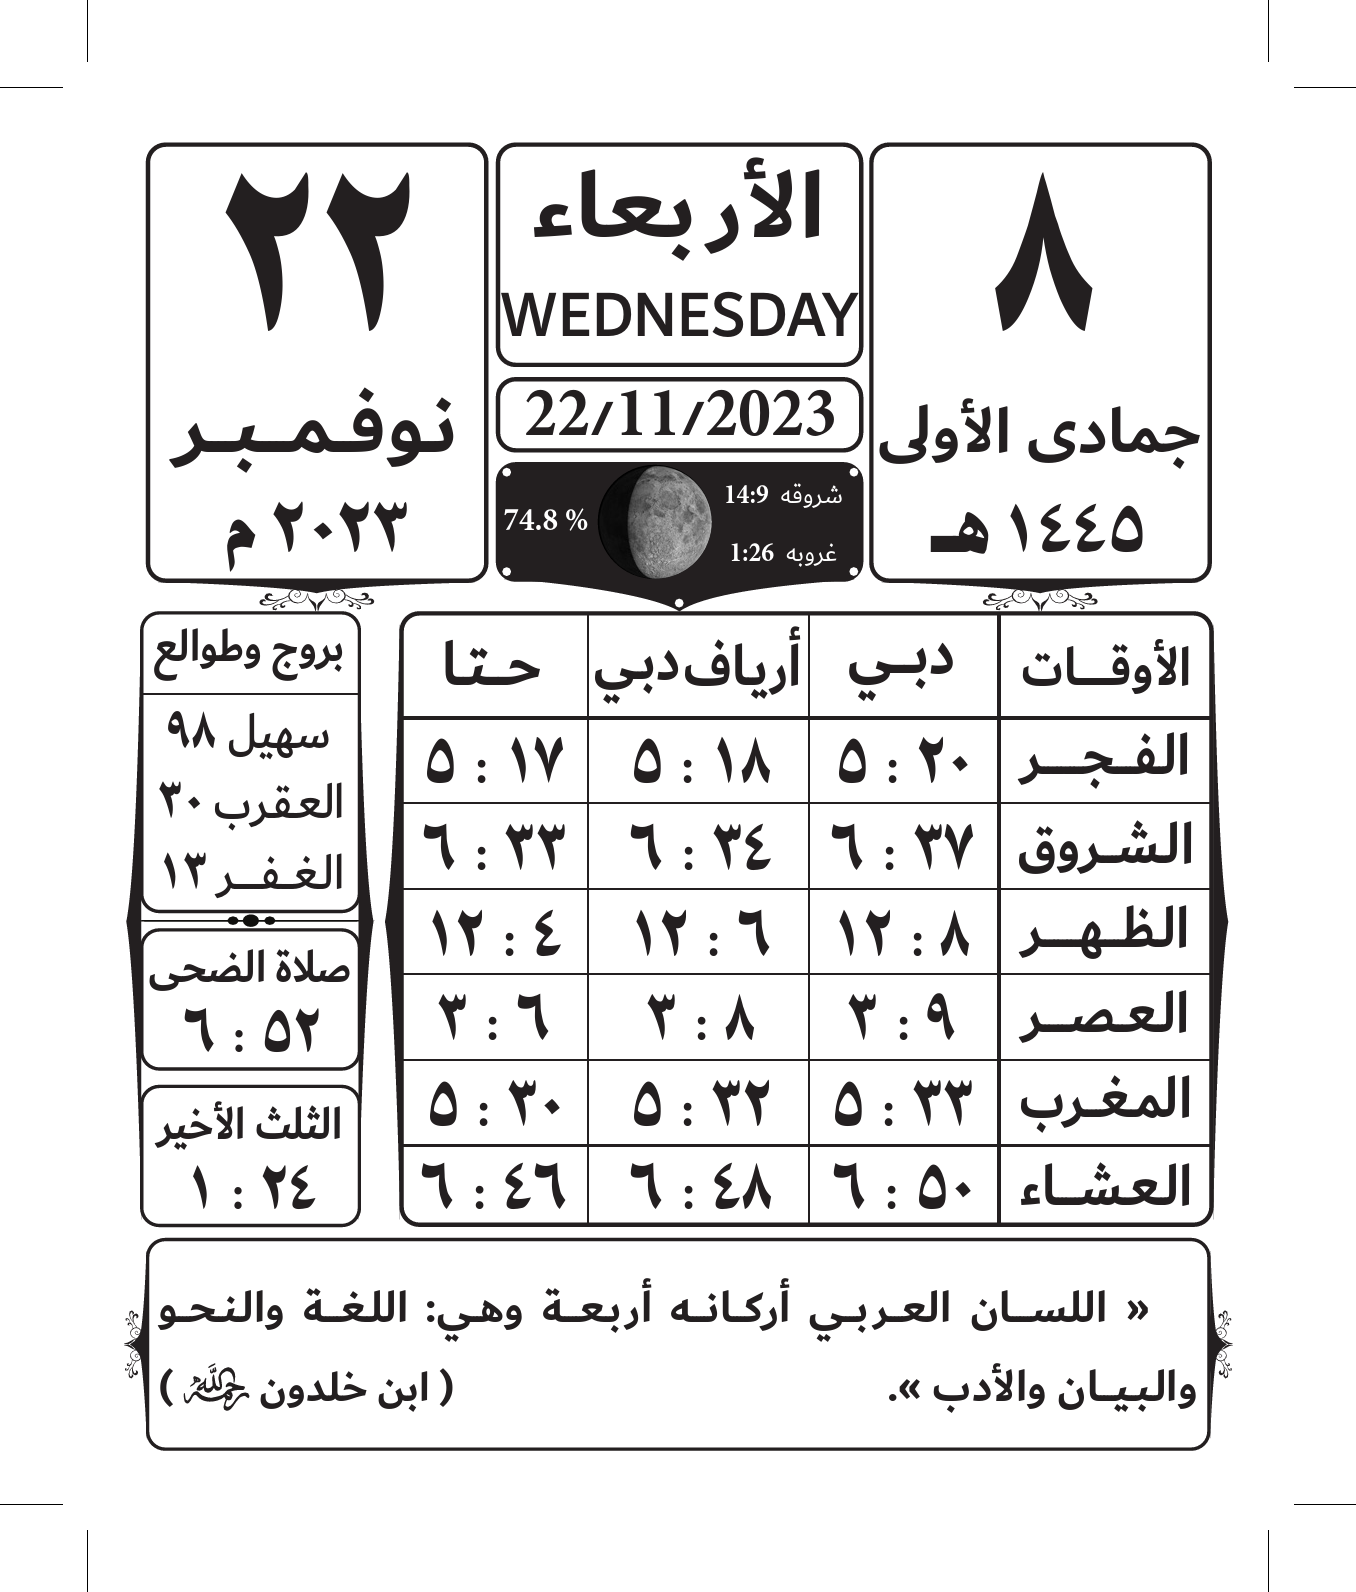 ٨
جمادى الأولى
١٤٤٥ هـ
الأربعاء
WEDNESDAY
22/11/2023
شروقه 14:9
غروبه 1:26
74.8 %
٢٢
نوفمبر
٢٠٢٣ م
الأوقات دبي أرياف دبي حتا
الفجر ٢٠ : ٥ ١٨ : ٥ ١٧ : ٥
الشروق ٣٧ : ٦ ٣٤ : ٦ ٣٣ : ٦
الظهر ٨ : ١٢ ٦ : ١٢ ٤ : ١٢
العصر ٩ : ٣ ٨ : ٣ ٦ : ٣
المغرب ٣٣ : ٥ ٣٢ : ٥ ٣٠ : ٥
العشاء ٥٠ : ٦ ٤٨ : ٦ ٤٦ : ٦
بروج وطوالع
سهيل ٩٨
العقرب ٣٠
الغفر ١٣
صلاة الضحى
٥٢ : ٦
الثلث الأخير
٢٤ : ١
« اللسان العربي أركانه أربعة وهي: اللغة والنحو
والبيان والأدب ». ( ابن خلدون رحمه الله )